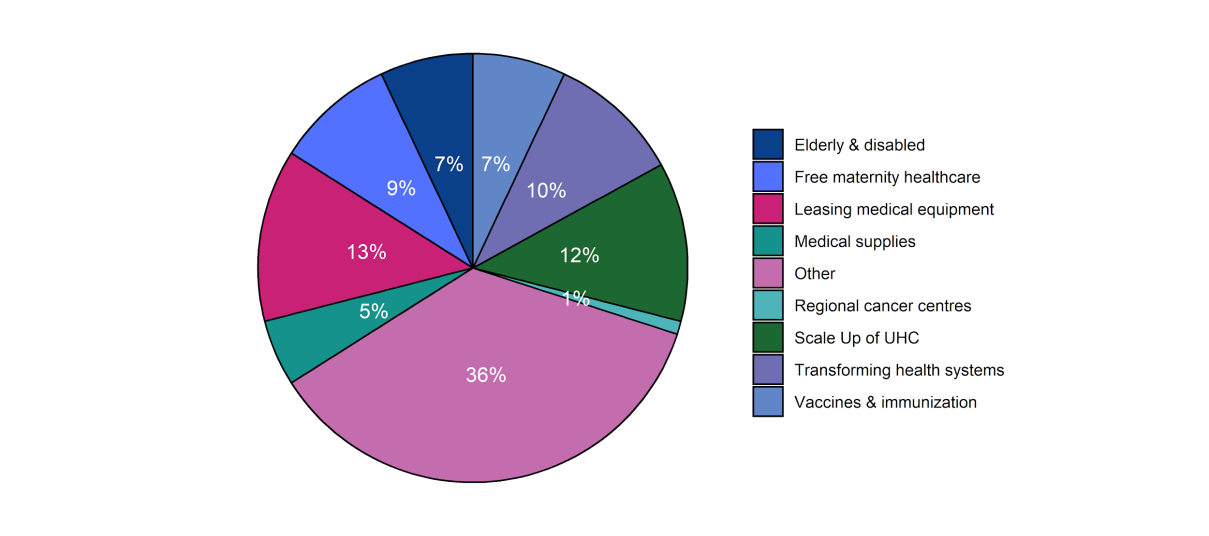 7%
7%
9%
10%
13%
12%
1%
5%
36%
Elderly & disabled
Free maternity healthcare
Leasing medical equipment
Medical supplies
Other
Regional cancer centres
Scale Up of UHC
Transforming health systems
Vaccines & immunization